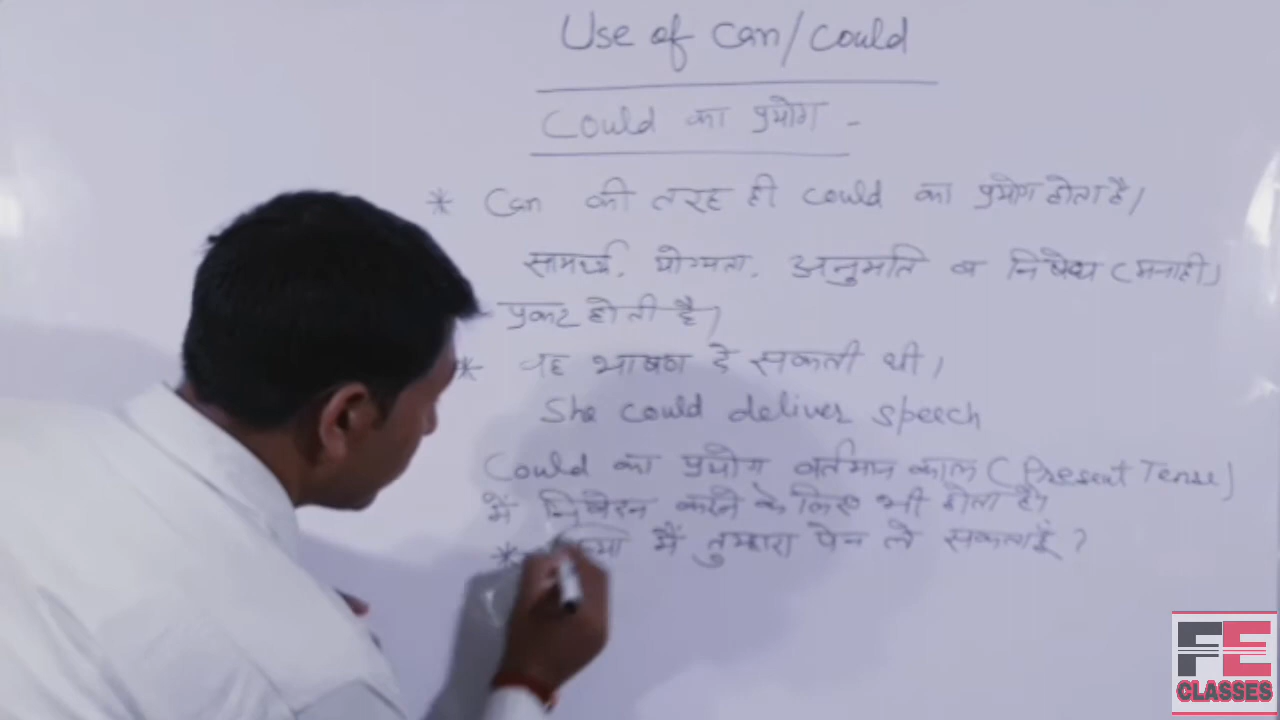 Use of can/could
Could का प्रयोग -
* Can की तरह ही could का प्रयोग होता है।
सामर्थ्य, योग्यता, अनुमति व निषेध (मनाही)
प्रकट होती है।
* वह भाषण दे सकती थी।
She could deliver speech
Could का प्रयोग वर्तमान काल (Present Tense)
में निवेदन करने के लिए भी होता है।
* क्या मैं तुम्हारा पेन ले सकता हूं ?
FE
CLASSES